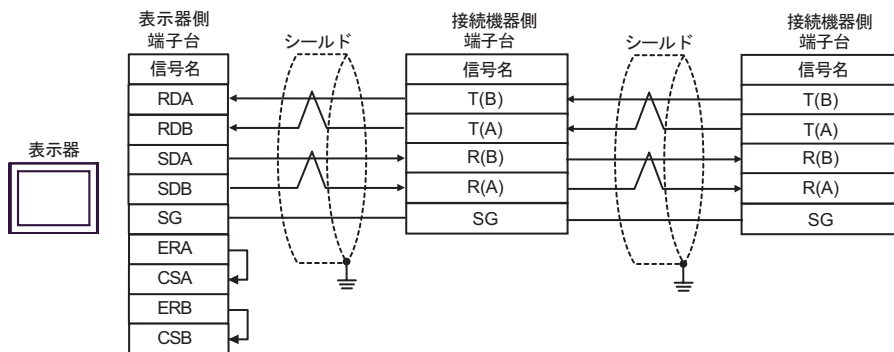 表示器
表示器側
端子台
信号名
RDA
RDB
SDA
SDB
SG
ERA
CSA
ERB
CSB
シールド
接続機器側
端子台
信号名
T(B)
T(A)
R(B)
R(A)
SG
シールド
接続機器側
端子台
信号名
T(B)
T(A)
R(B)
R(A)
SG